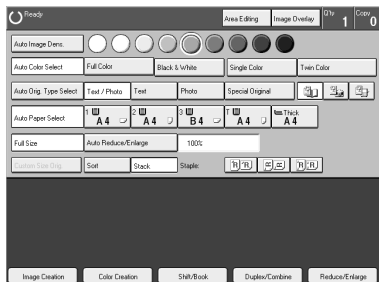 Ready Area Editing Image Overlay Q'ty 1 Copy 0
Auto Image Dens.
Auto Color Select Full Color Black & White Single Color Twin Color
Auto Orig. Type Select Text / Photo Text Photo Special Original
Auto Paper Select 1 A4 2 A4 3 B4 T A4 Thick A4
Full Size Auto Reduce/Enlarge 100%
Custom Size Orig. Sort Stack Staple:
Image Creation Color Creation Shift/Book Duplex/Combine Reduce/Enlarge